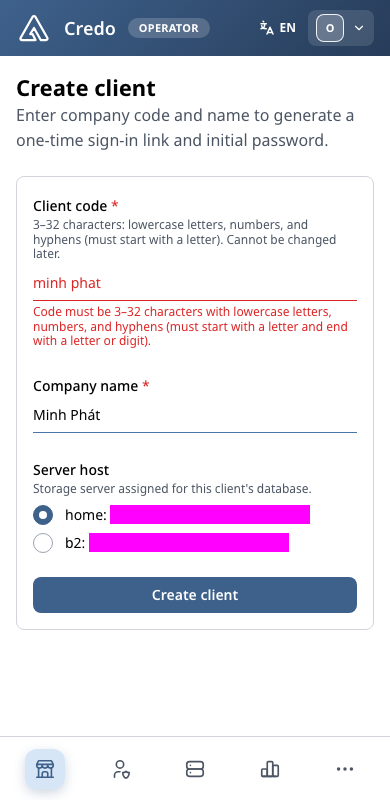 Credo
OPERATOR
EN
O
Create client
Enter company code and name to generate a
one-time sign-in link and initial password.
Client code *
3–32 characters: lowercase letters, numbers, and
hyphens (must start with a letter). Cannot be changed
later.
minh phat
Code must be 3–32 characters with lowercase letters,
numbers, and hyphens (must start with a letter and end
with a letter or digit).
Company name *
Minh Phát
Server host
Storage server assigned for this client's database.
home:
b2:
Create client